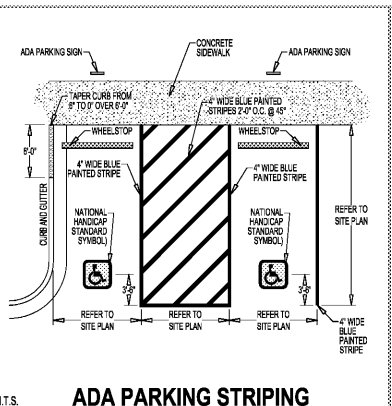 CONCRETE
SIDEWALK
ADA PARKING SIGN
ADA PARKING SIGN
TAPER CURB FROM
6" TO 0" OVER 6'-0"
4" WIDE BLUE PAINTED
STRIPES 2'-0" O.C. @ 45°
WHEELSTOP
WHEELSTOP
6'-0"
4" WIDE BLUE
PAINTED STRIPE
4" WIDE BLUE
PAINTED STRIPE
CURB AND GUTTER
NATIONAL
HANDICAP
STANDARD
SYMBOL)
NATIONAL
HANDICAP
STANDARD
SYMBOL)
REFER TO
SITE PLAN
3'-6"
3'-6"
REFER TO
SITE PLAN
REFER TO
SITE PLAN
REFER TO
SITE PLAN
4" WIDE
BLUE
PAINTED
STRIPE
N.T.S.
ADA PARKING STRIPING